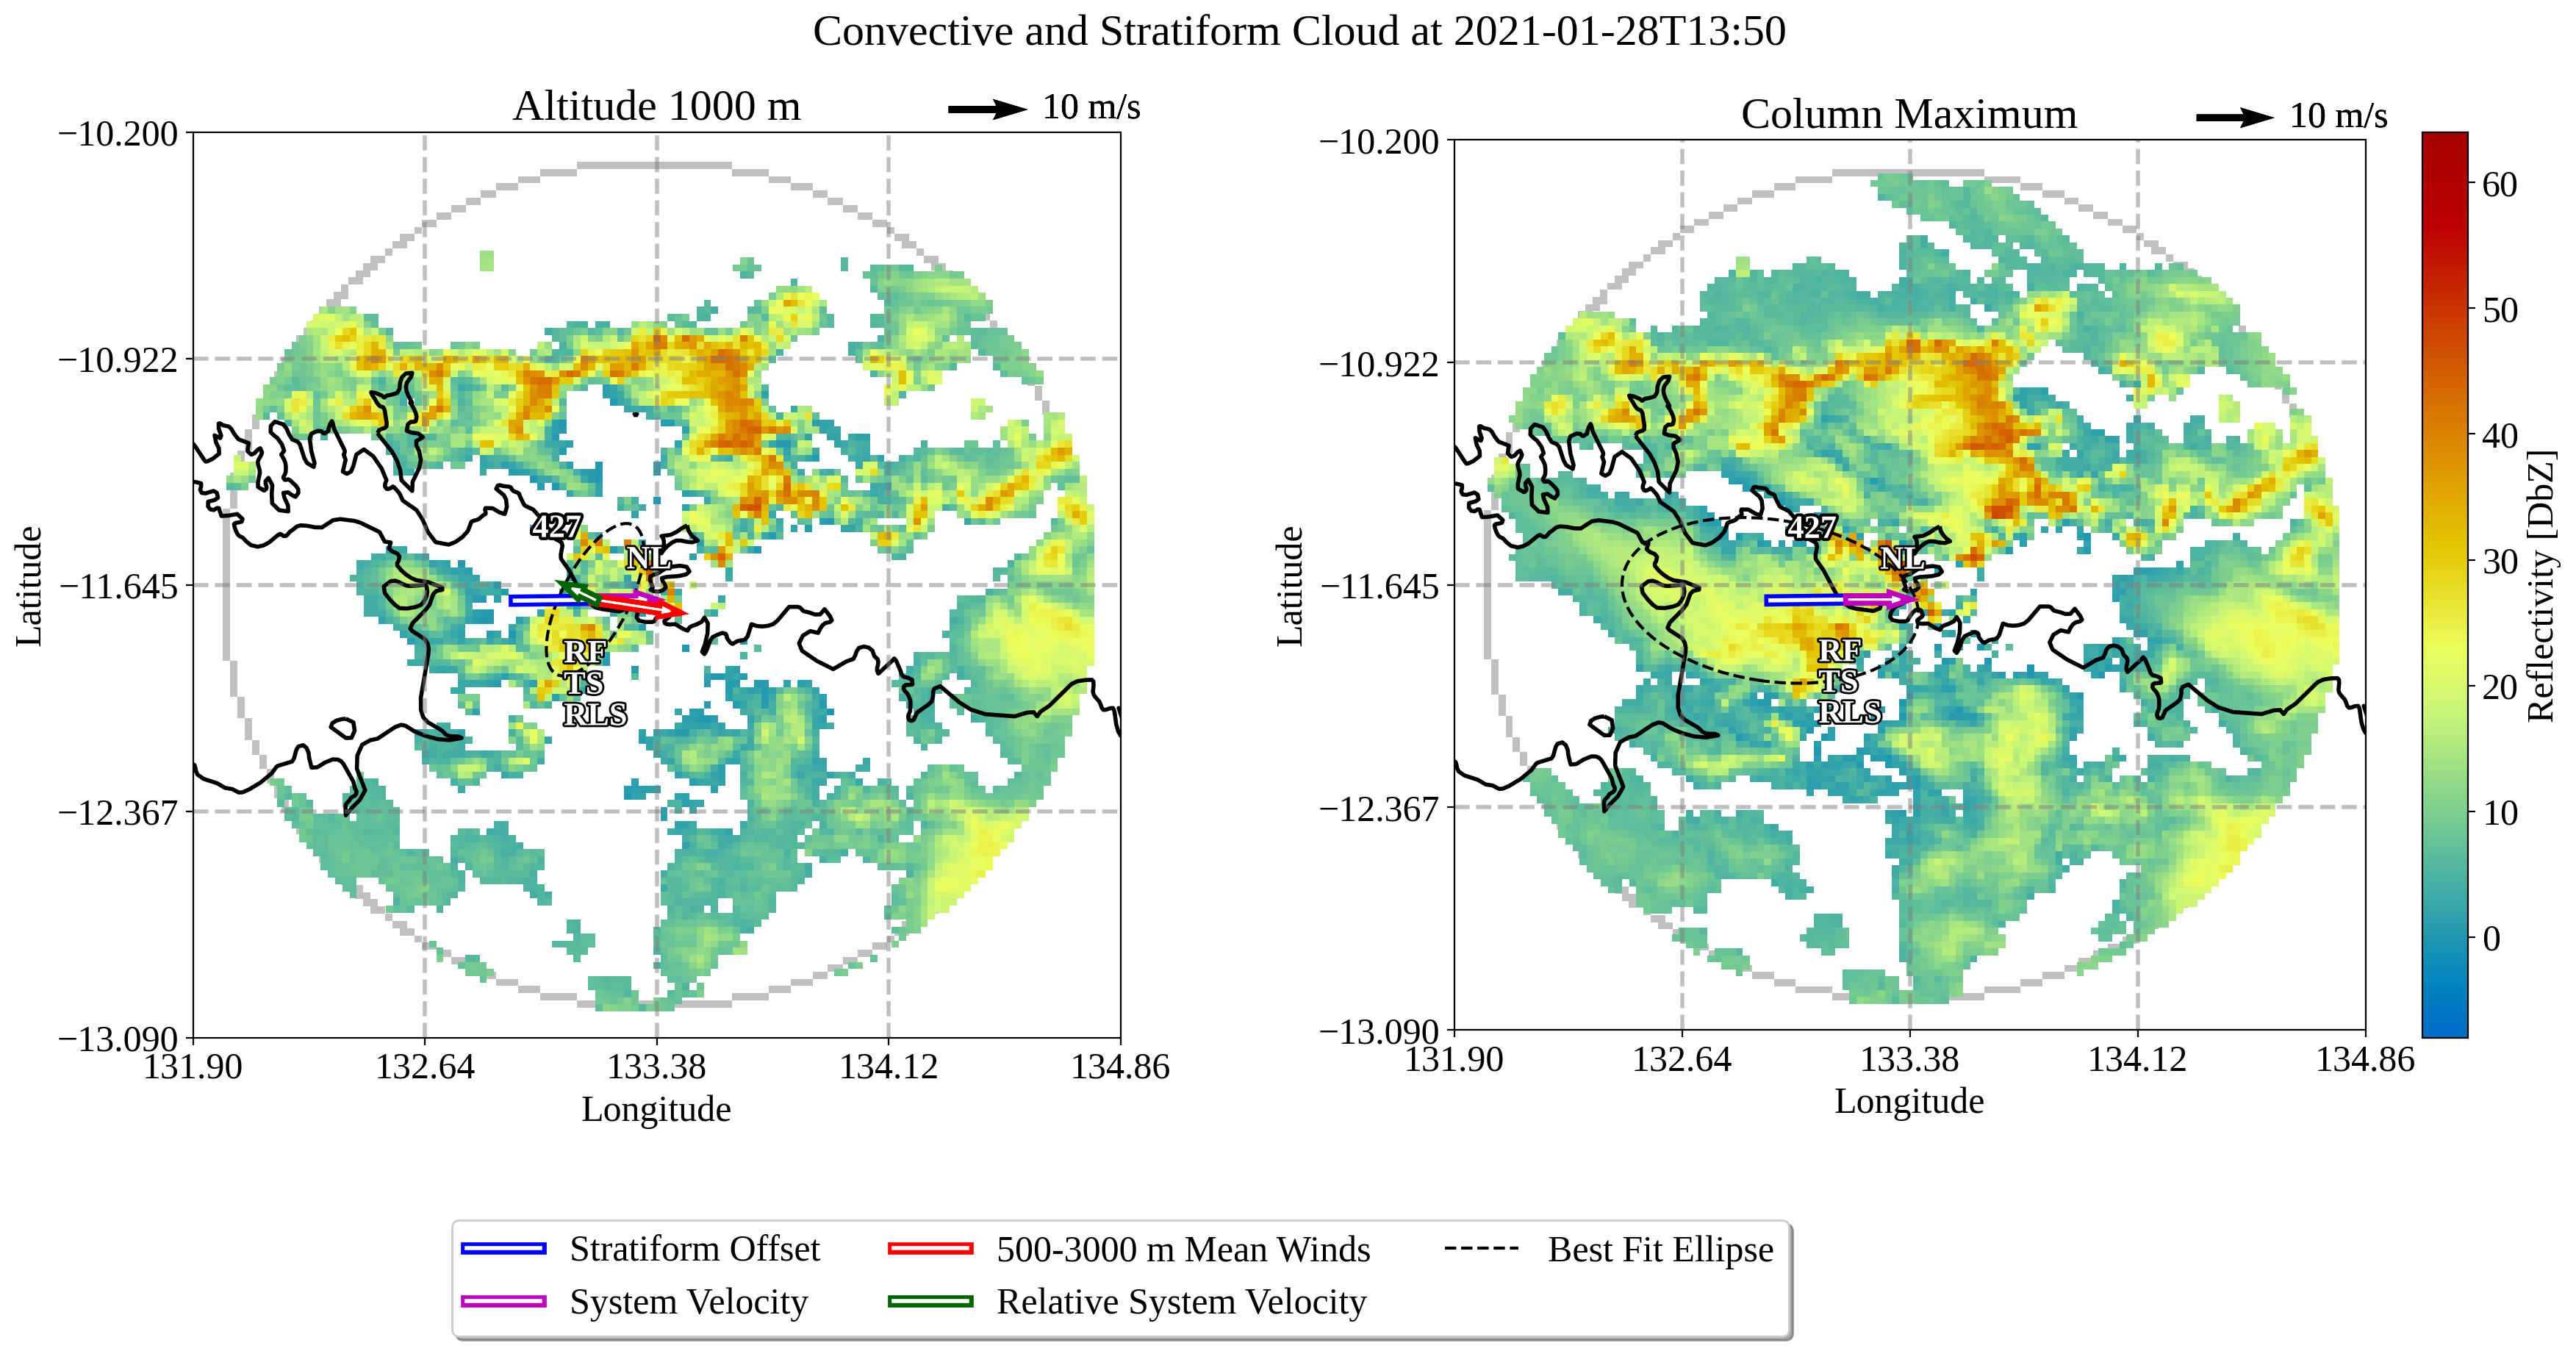 Convective and Stratiform Cloud at 2021-01-28T13:50
Altitude 1000 m
10 m/s
−10.200
−10.922
−11.645
−12.367
−13.090
Latitude
131.90
132.64
133.38
134.12
134.86
Longitude
427
NL
RF
TS
RLS
Column Maximum
10 m/s
−10.200
−10.922
−11.645
−12.367
−13.090
Latitude
131.90
132.64
133.38
134.12
134.86
Longitude
427
NL
RF
TS
RLS
60
50
40
30
20
10
0
Reflectivity [DbZ]
Stratiform Offset
System Velocity
500-3000 m Mean Winds
Relative System Velocity
Best Fit Ellipse